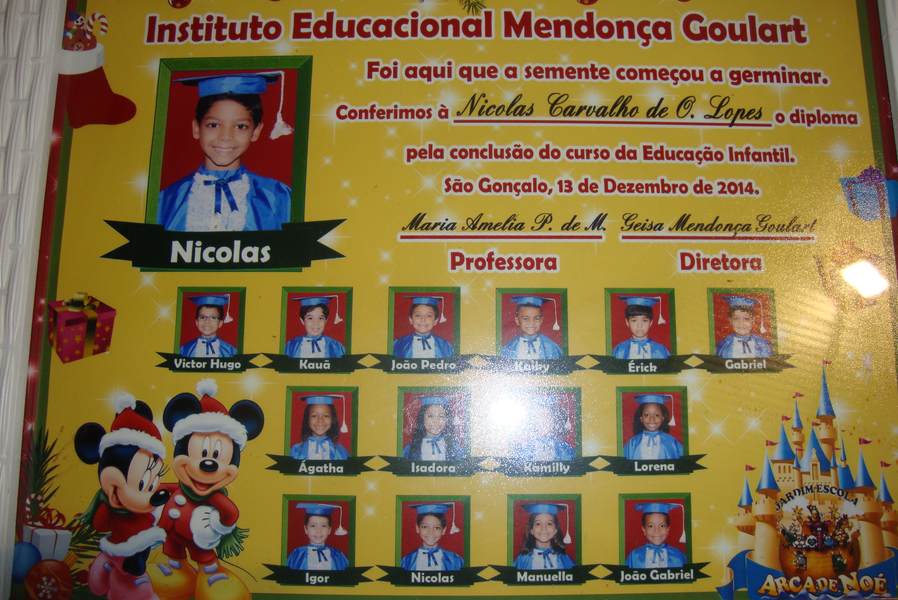 Instituto Educacional Mendonça Goulart
Foi aqui que a semente começou a germinar.
Conferimos à Nicolas Carvalho de O. Lopes o diploma
pela conclusão do curso da Educação Infantil.
São Gonçalo, 13 de Dezembro de 2014.
Maria Amelia P. de M. Geisa Mendonça Goulart
Professora Diretora
Nicolas
Victor Hugo Kauã João Pedro Kaiky Érick Gabriel
Ágatha Isadora Kamilly Lorena
Igor Nicolas Manuella João Gabriel
JARDIM ESCOLA
ARCA DE NOÉ